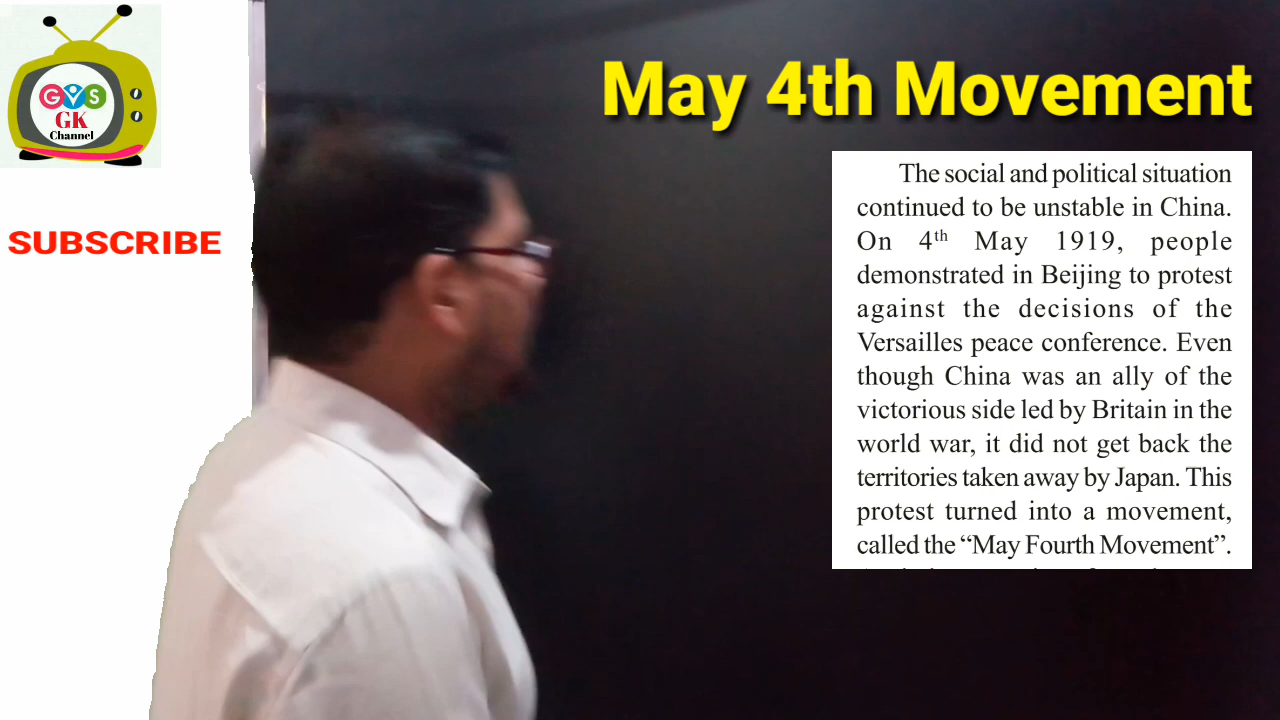 GVS
GK
Channel
SUBSCRIBE
May 4th Movement
The social and political situation
continued to be unstable in China.
On 4th May 1919, people
demonstrated in Beijing to protest
against the decisions of the
Versailles peace conference. Even
though China was an ally of the
victorious side led by Britain in the
world war, it did not get back the
territories taken away by Japan. This
protest turned into a movement,
called the “May Fourth Movement”.